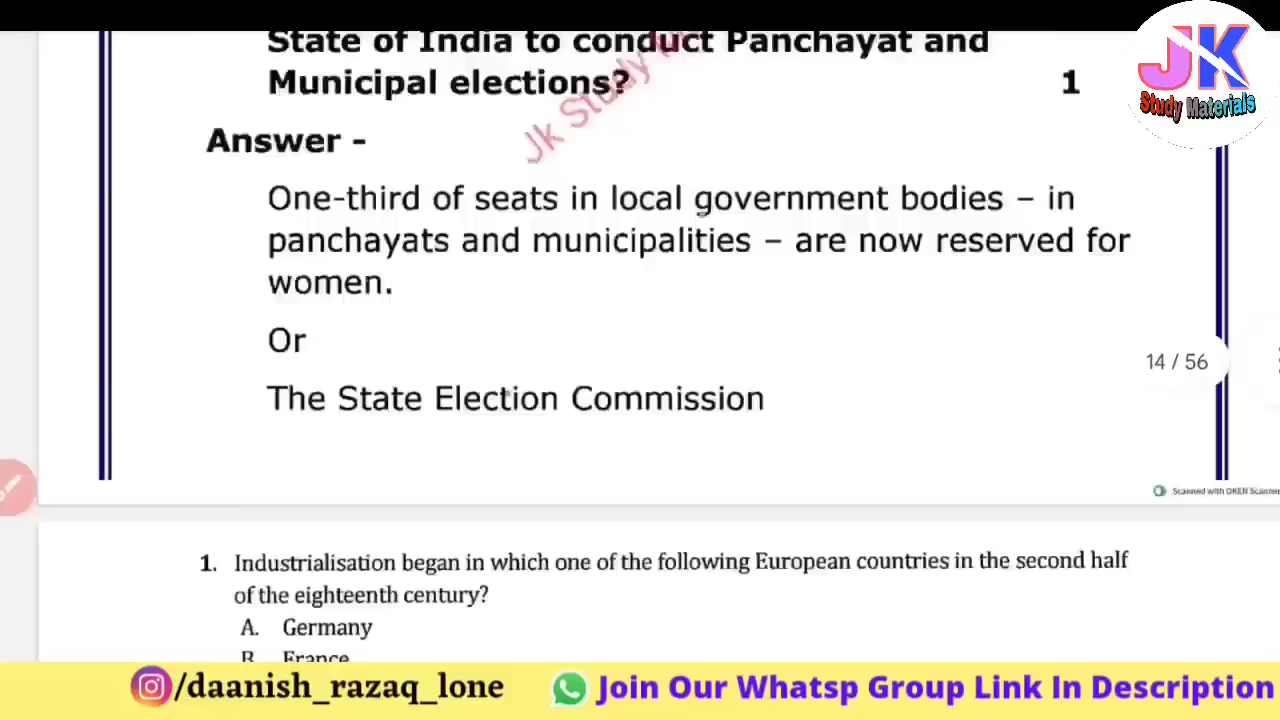 State of India to conduct Panchayat and
Municipal elections? 1
JK
Study Materials
Jk Study
Answer -
One-third of seats in local government bodies – in
panchayats and municipalities – are now reserved for
women.
Or
14 / 56
The State Election Commission
Scanned with OKEN Scanner
1. Industrialisation began in which one of the following European countries in the second half
of the eighteenth century?
A. Germany
B. France
/daanish_razaq_lone
Join Our Whatsp Group Link In Description